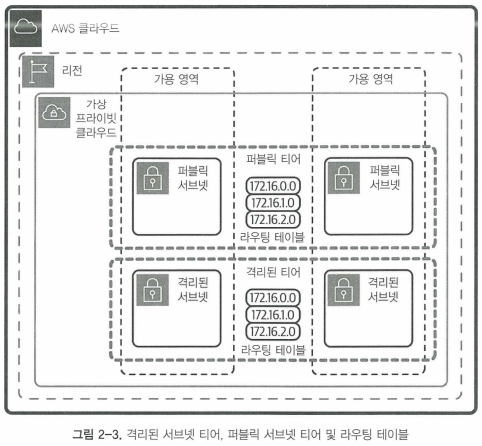 AWS 클라우드
리전
가용 영역
가용 영역
가상
프라이빗
클라우드
퍼블릭 티어
퍼블릭
서브넷
172.16.0.0
172.16.1.0
172.16.2.0
라우팅 테이블
퍼블릭
서브넷
격리된 티어
격리된
서브넷
172.16.0.0
172.16.1.0
172.16.2.0
라우팅 테이블
격리된
서브넷
그림 2-3. 격리된 서브넷 티어, 퍼블릭 서브넷 티어 및 라우팅 테이블